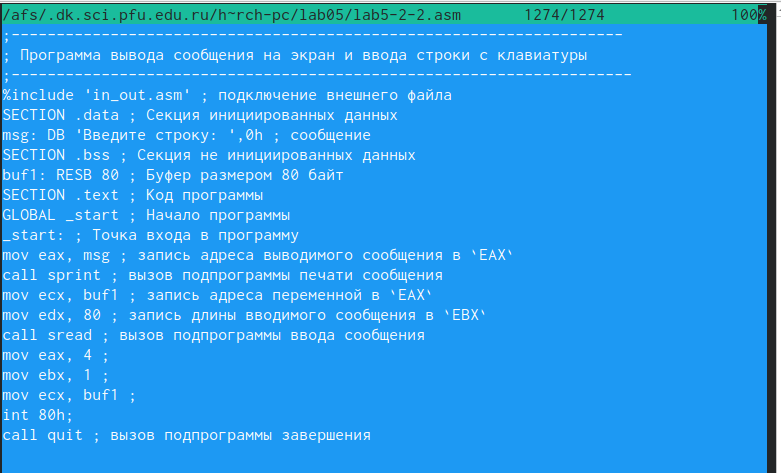 /afs/.dk.sci.pfu.edu.ru/h~rch-pc/lab05/lab5-2-2.asm 1274/1274 100%
;--------------------------------------------------------------------
; Программа вывода сообщения на экран и ввода строки с клавиатуры
;---------------------------------------------------------------------
%include 'in_out.asm' ; подключение внешнего файла
SECTION .data ; Секция инициированных данных
msg: DB 'Введите строку: ',0h ; сообщение
SECTION .bss ; Секция не инициированных данных
buf1: RESB 80 ; Буфер размером 80 байт
SECTION .text ; Код программы
GLOBAL _start ; Начало программы
_start: ; Точка входа в программу
mov eax, msg ; запись адреса выводимого сообщения в `EAX`
call sprint ; вызов подпрограммы печати сообщения
mov ecx, buf1 ; запись адреса переменной в `EAX`
mov edx, 80 ; запись длины вводимого сообщения в `EBX`
call sread ; вызов подпрограммы ввода сообщения
mov eax, 4 ;
mov ebx, 1 ;
mov ecx, buf1 ;
int 80h;
call quit ; вызов подпрограммы завершения